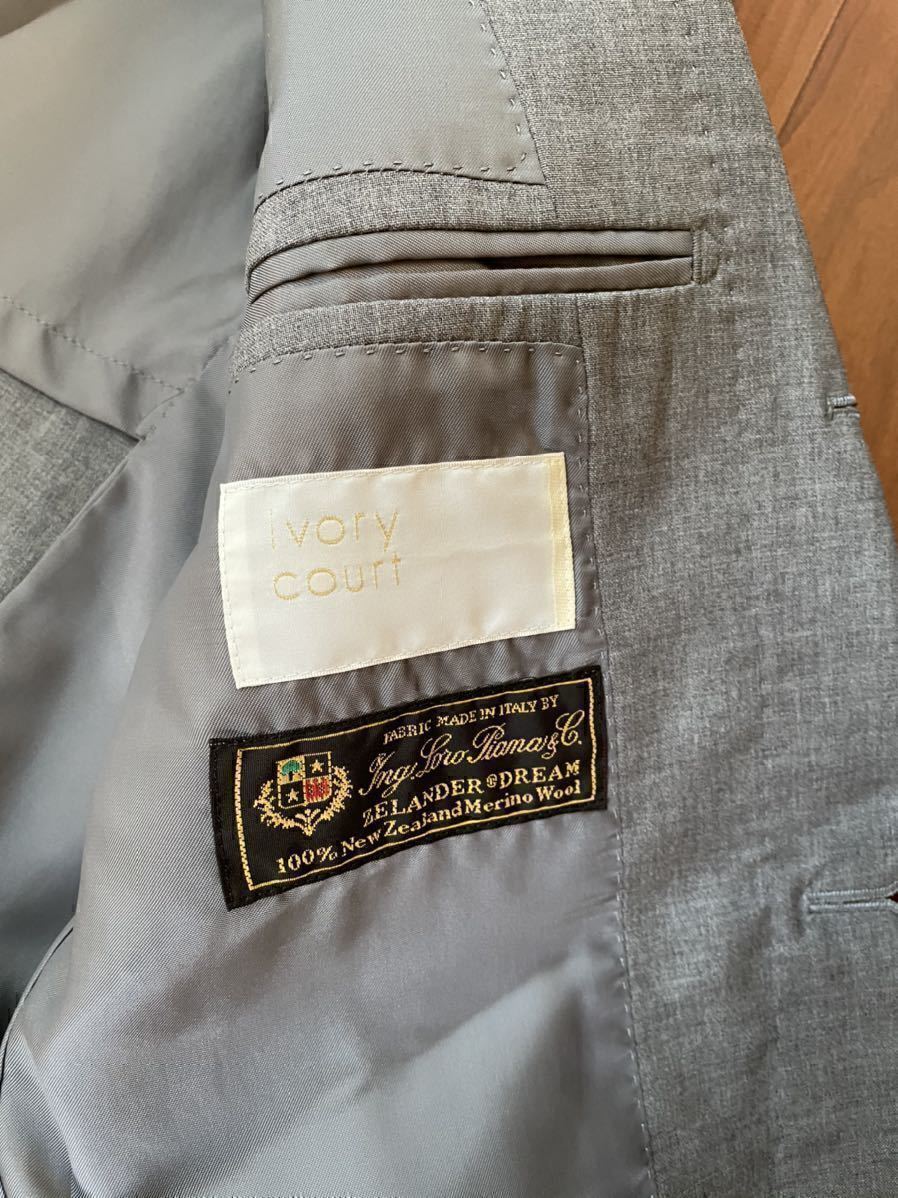 Ivory
court
FABRIC MADE IN ITALY BY
Ing. Loro Piana & C.
ZELANDER® DREAM
100% New Zealand Merino Wool